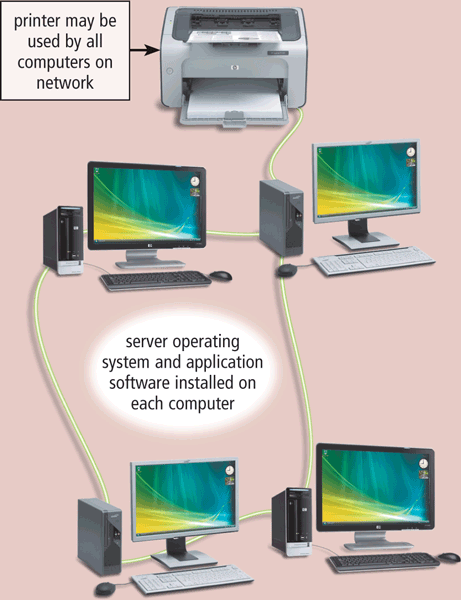 printer may be
used by all
computers on
network
server operating
system and application
software installed on
each computer